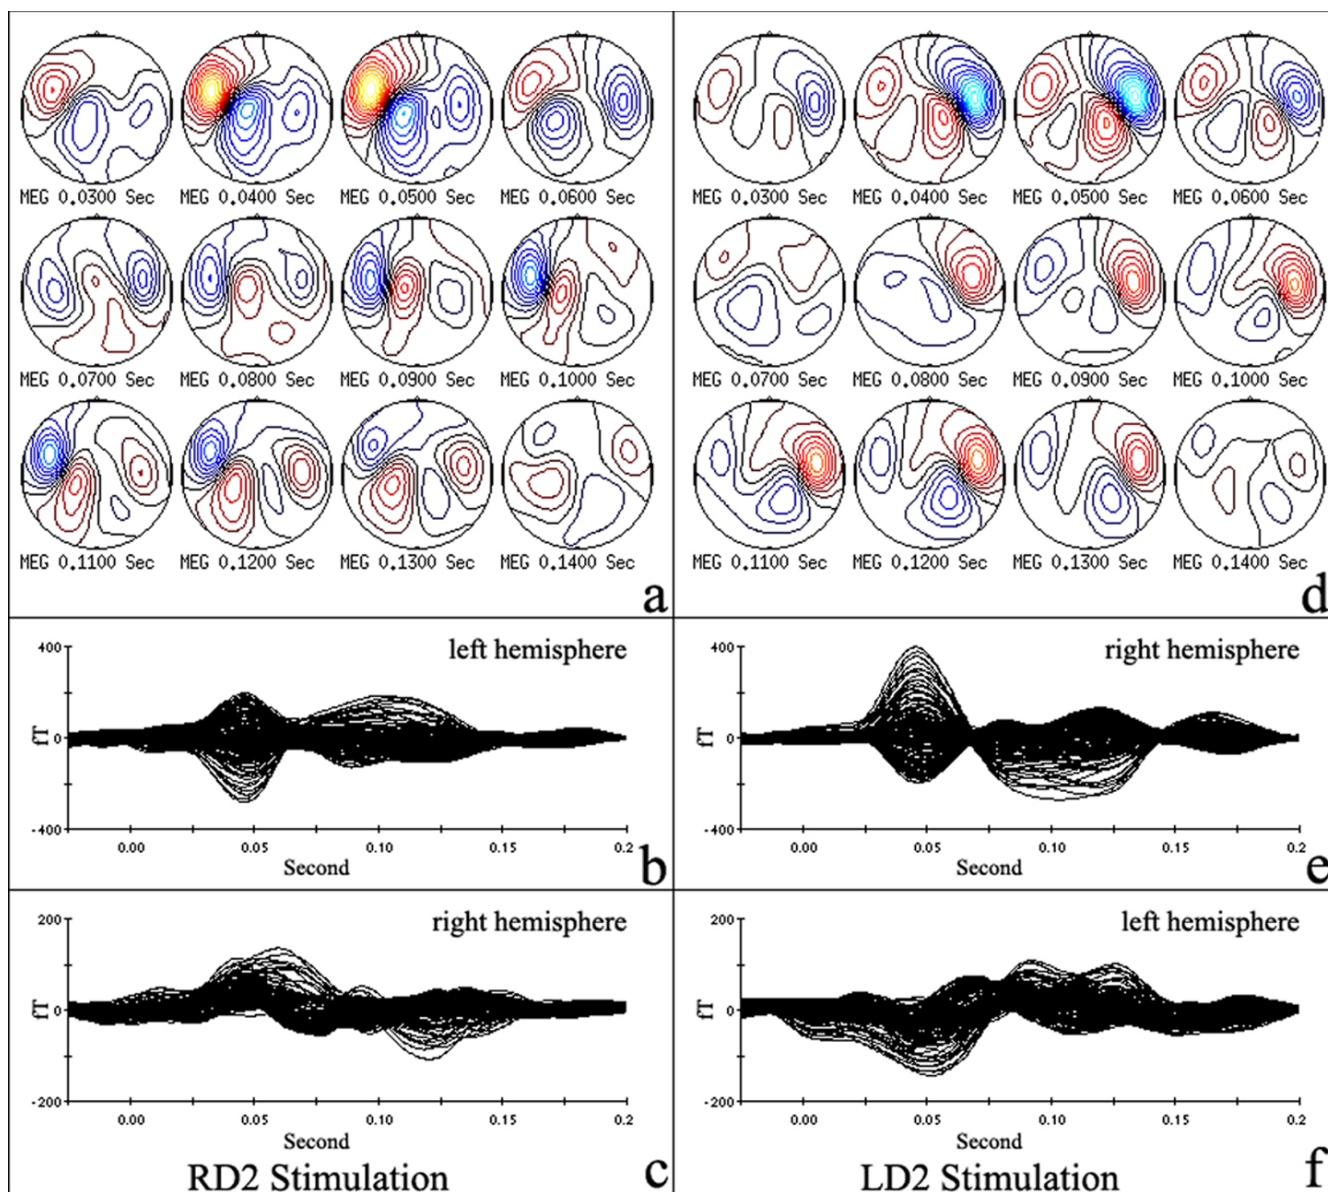 MEG 0.0300 Sec MEG 0.0400 Sec MEG 0.0500 Sec MEG 0.0600 Sec
MEG 0.0700 Sec MEG 0.0800 Sec MEG 0.0900 Sec MEG 0.1000 Sec
MEG 0.1100 Sec MEG 0.1200 Sec MEG 0.1300 Sec MEG 0.1400 Sec
a
MEG 0.0300 Sec MEG 0.0400 Sec MEG 0.0500 Sec MEG 0.0600 Sec
MEG 0.0700 Sec MEG 0.0800 Sec MEG 0.0900 Sec MEG 0.1000 Sec
MEG 0.1100 Sec MEG 0.1200 Sec MEG 0.1300 Sec MEG 0.1400 Sec
d
left hemisphere
400
fT
0
-400
0.00 0.05 0.10 0.15 0.2
Second
b
right hemisphere
400
fT
0
-400
0.00 0.05 0.10 0.15 0.2
Second
e
right hemisphere
200
fT
0
-200
0.00 0.05 0.10 0.15 0.2
Second
RD2 Stimulation
c
left hemisphere
200
fT
0
-200
0.00 0.05 0.10 0.15 0.2
Second
LD2 Stimulation
f